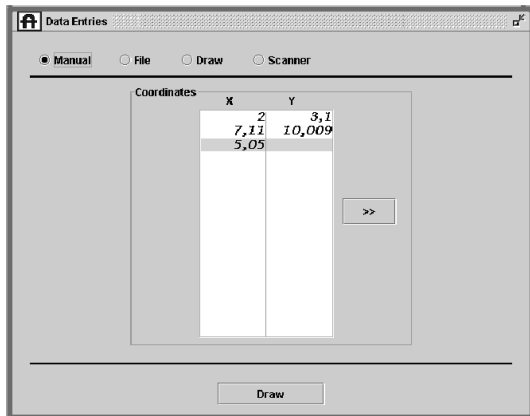 Data Entries
Manual File Draw Scanner
Coordinates
X Y
2 3,1
7,11 10,009
5,05
>>
Draw